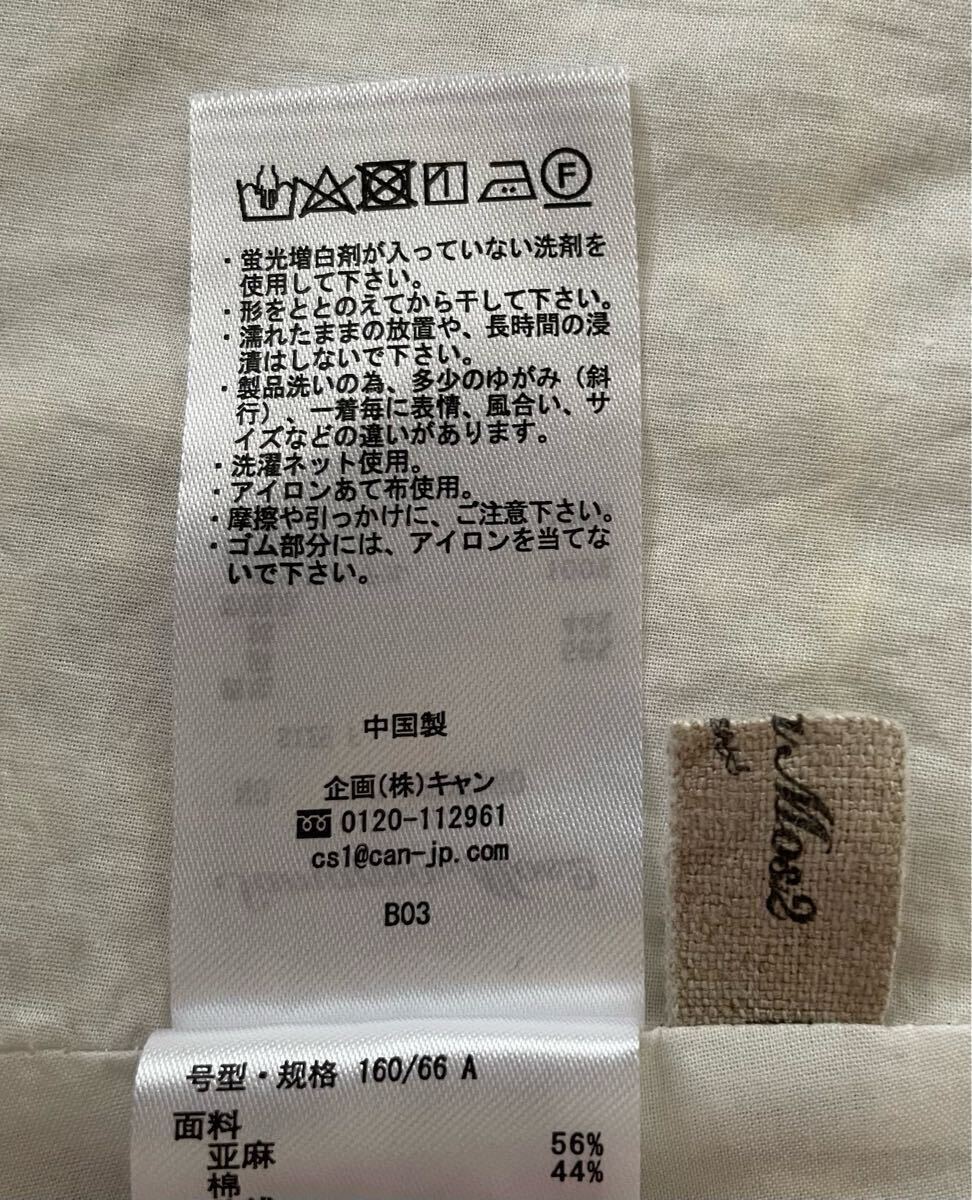 F
・蛍光増白剤が入っていない洗剤を
使用して下さい。
・形をととのえてから干して下さい。
・濡れたままの放置や、長時間の浸
漬はしないで下さい。
・製品洗いの為、多少のゆがみ（斜
行）、一着毎に表情、風合い、サ
イズなどの違いがあります。
・洗濯ネット使用。
・アイロンあて布使用。
・摩擦や引っかけに、ご注意下さい。
・ゴム部分には、アイロンを当てな
いで下さい。
中国製
企画(株)キャン
0120-112961
cs1@can-jp.com
B03
Mos2
号型・规格 160/66 A
面料
亚麻 56%
棉 44%